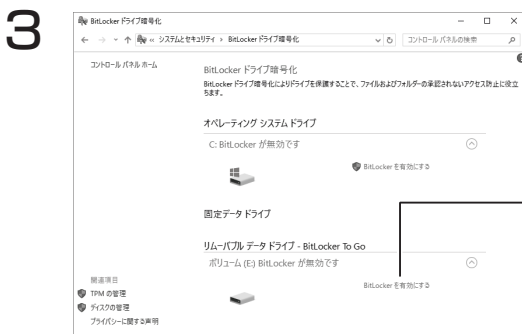 3
BitLocker ドライブ暗号化
« システムとセキュリティ > BitLocker ドライブ暗号化
コントロール パネルの検索
コントロール パネル ホーム
BitLocker ドライブ暗号化
BitLocker ドライブ暗号化によりドライブを保護することで、ファイルおよびフォルダーの承認されないアクセス防止に役立
ちます。
オペレーティング システム ドライブ
C: BitLocker が無効です
BitLocker を有効にする
固定データ ドライブ
リムーバブル データ ドライブ - BitLocker To Go
ボリューム (E:) BitLocker が無効です
BitLocker を有効にする
関連項目
TPM の管理
ディスクの管理
プライバシーに関する声明